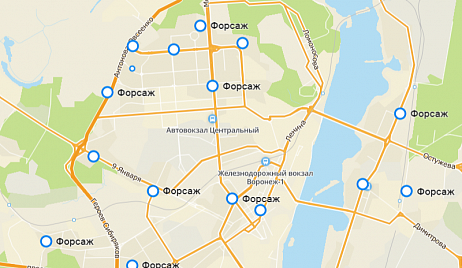 Форсаж
Мо
Антонова-Овсеенко
Ломоносова
Форсаж
Форсаж
Форсаж
Автовокзал Центральный
Ленина
Остужева
9 Января
Железнодорожный вокзал
Воронеж-1
Форсаж
Форсаж
Форсаж
Героев Сибиряков
Димитрова
Форсаж
Форсаж